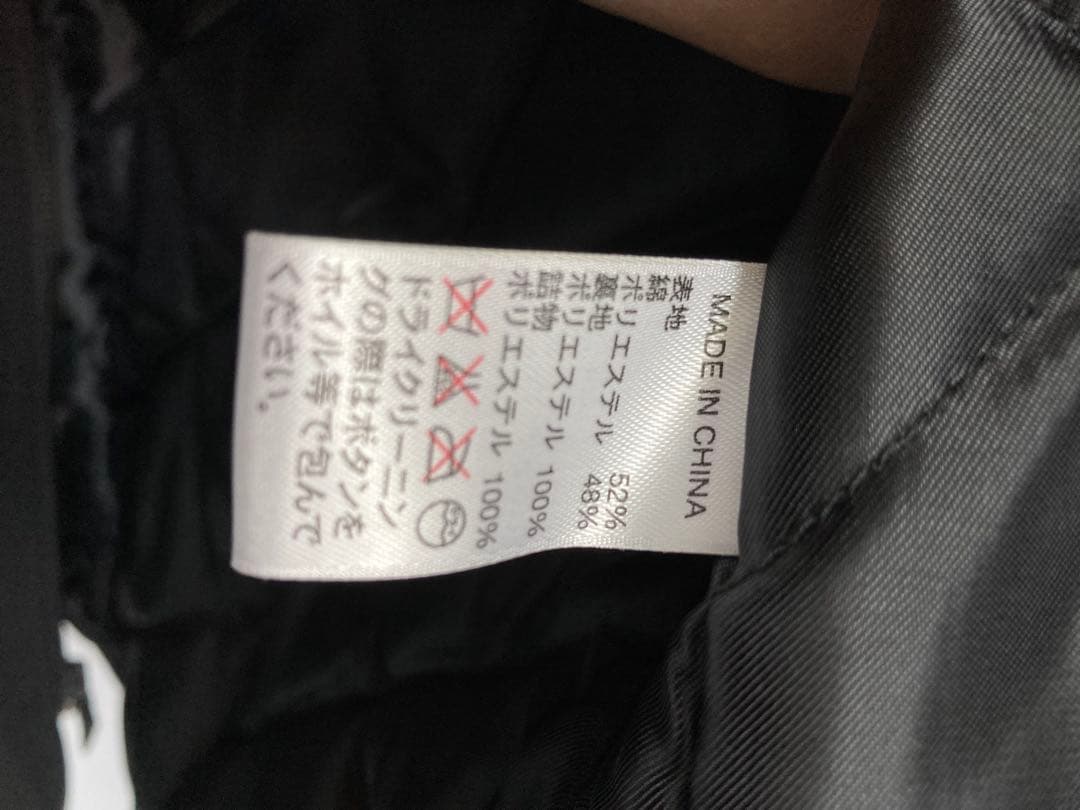 MADE IN CHINA
表地
綿 52%
ポリエステル 48%
裏地
ポリエステル 100%
詰物
ポリエステル 100%
ドライクリーニン
グの際はボタンを
ホイル等で包んで
ください。